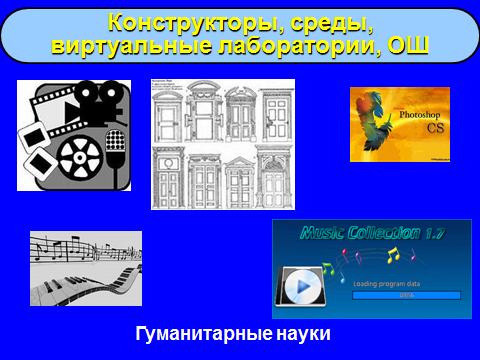 Конструкторы, среды,
виртуальные лаборатории, ОШ
Photoshop
CS
Music Collection 1.7
Loading program data
Гуманитарные науки